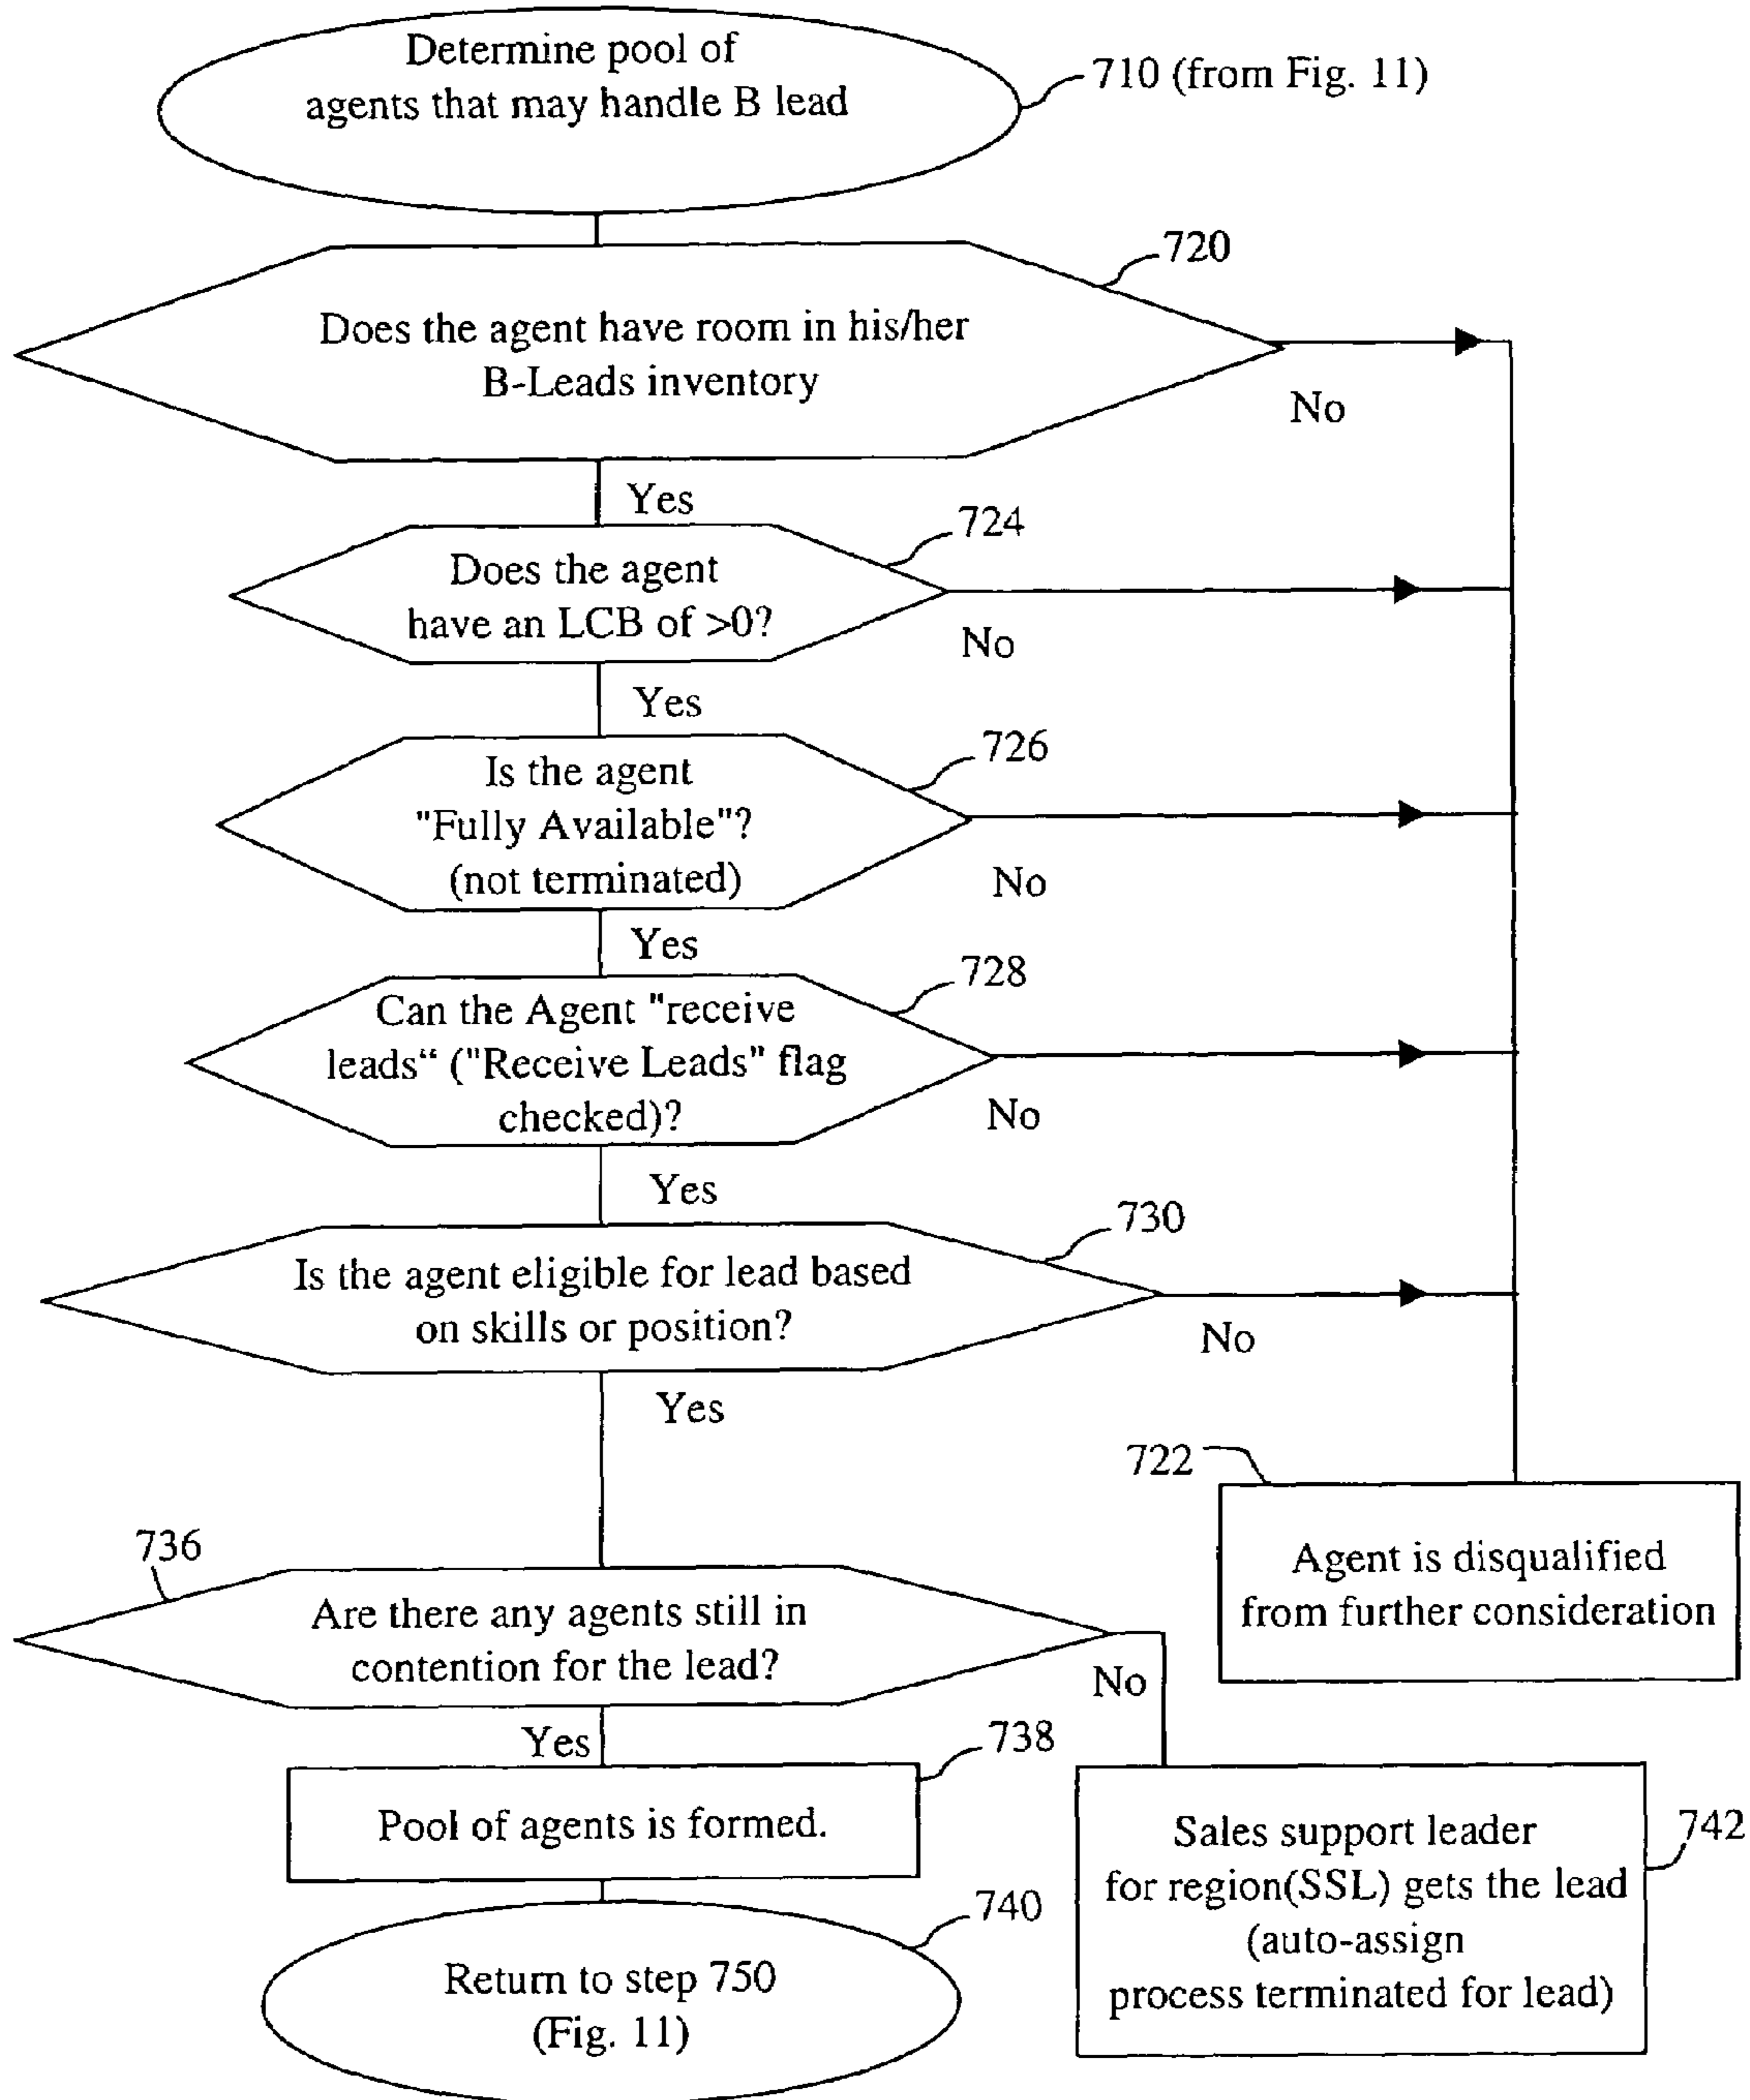 Determine pool of
agents that may handle B lead
710 (from Fig. 11)
720
Does the agent have room in his/her
B-Leads inventory
No
Yes
724
Does the agent
have an LCB of >0?
No
Yes
726
Is the agent
"Fully Available"?
(not terminated)
No
Yes
728
Can the Agent "receive
leads“ ("Receive Leads" flag
checked)?
No
Yes
730
Is the agent eligible for lead based
on skills or position?
No
Yes
722
Agent is disqualified
from further consideration
736
Are there any agents still in
contention for the lead?
No
Yes
738
Pool of agents is formed.
742
Sales support leader
for region(SSL) gets the lead
(auto-assign
process terminated for lead)
740
Return to step 750
(Fig. 11)